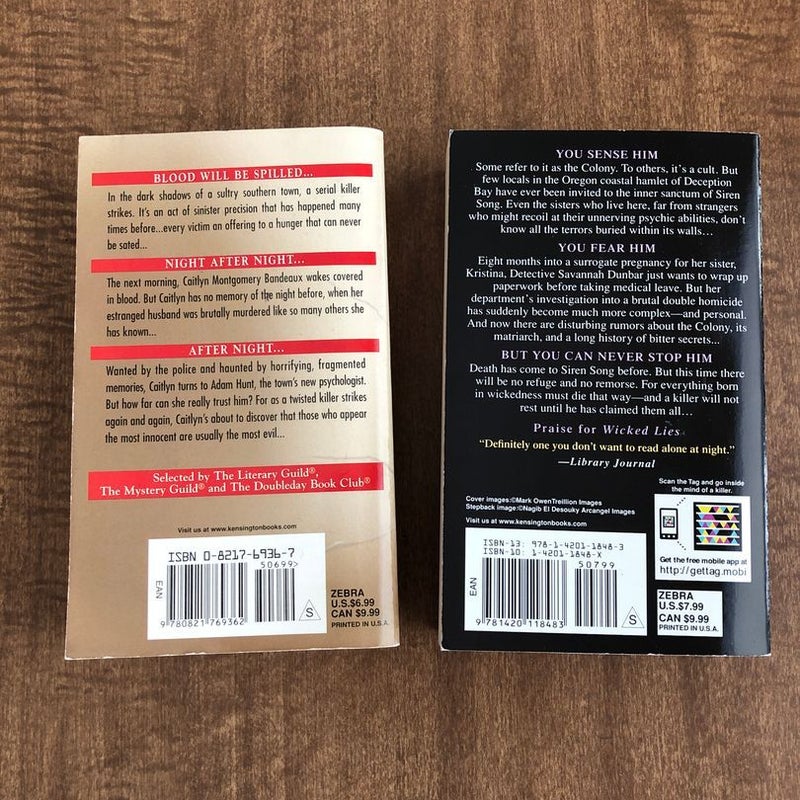 BLOOD WILL BE SPILLED...
In the dark shadows of a sultry southern town, a serial killer
strikes. It's an act of sinister precision that has happened many
times before...every victim an offering to a hunger that can never
be sated...
NIGHT AFTER NIGHT...
The next morning, Caitlyn Montgomery Bandeaux wakes covered
in blood. But Caitlyn has no memory of the night before, when her
estranged husband was brutally murdered like so many others she
has known...
AFTER NIGHT...
Wanted by the police and haunted by horrifying, fragmented
memories, Caitlyn turns to Adam Hunt, the town's new psychologist.
But how far can she really trust him? For as a twisted killer strikes
again and again, Caitlyn's about to discover that those who appear
the most innocent are usually the most evil...
Selected by The Literary Guild®,
The Mystery Guild® and The Doubleday Book Club®
Visit us at www.kensingtonbooks.com
ISBN 0-8217-6936-7
50699>
EAN
9 780821 769362
S
ZEBRA
U.S.$6.99
CAN $9.99
PRINTED IN U.S.A.
YOU SENSE HIM
Some refer to it as the Colony. To others, it's a cult. But
few locals in the Oregon coastal hamlet of Deception
Bay have ever been invited to the inner sanctum of Siren
Song. Even the sisters who live here, far from strangers
who might recoil at their unnerving psychic abilities, don't
know all the terrors buried within its walls...
YOU FEAR HIM
Eight months into a surrogate pregnancy for her sister,
Kristina, Detective Savannah Dunbar just wants to wrap up
paperwork before taking medical leave. But her
department's investigation into a brutal double homicide
has suddenly become much more complex—and personal.
And now there are disturbing rumors about the Colony, its
matriarch, and a long history of bitter secrets...
BUT YOU CAN NEVER STOP HIM
Death has come to Siren Song before. But this time there
will be no refuge and no remorse. For everything born
in wickedness must die that way—and a killer will not
rest until he has claimed them all...
Praise for Wicked Lies
"Definitely one you don't want to read alone at night."
—Library Journal
Scan the Tag and go inside
the mind of a killer.
Cover images:©Mark OwenTreillion Images
Stepback image:©Nagib El Desouky Arcangel Images
Visit us at www.kensingtonbooks.com
Get the free mobile app at
http://gettag.mobi
ISBN-13: 978-1-4201-1848-3
ISBN-10: 1-4201-1848-X
50799
EAN
9 781420 118483
S
ZEBRA
U.S.$7.99
CAN $9.99
PRINTED IN U.S.A.